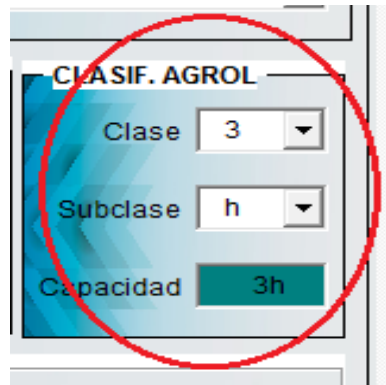 CLASIF. AGROL
Clase 3
Subclase h
Capacidad 3h